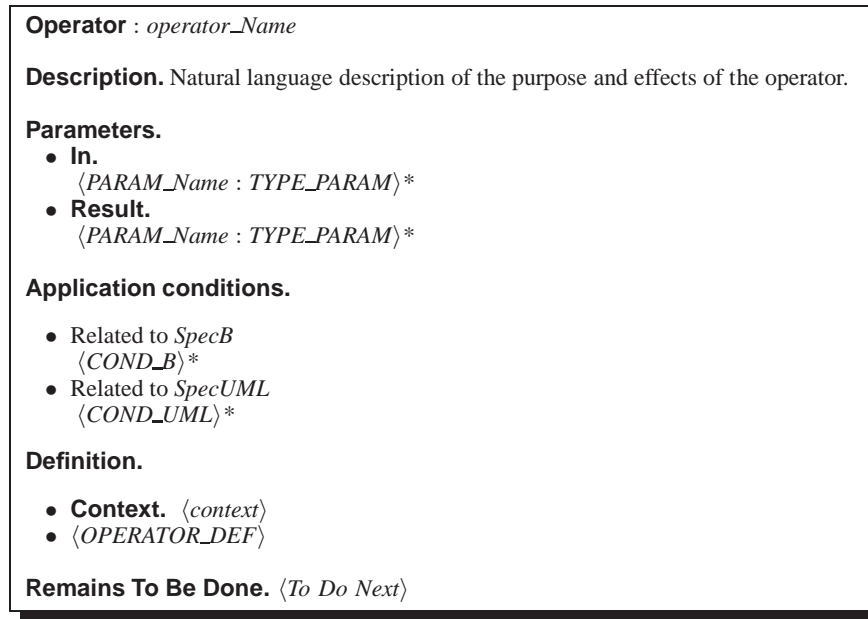 Operator : operator_Name
Description. Natural language description of the purpose and effects of the operator.
Parameters.
• In.
⟨PARAM_Name : TYPE_PARAM⟩*
• Result.
⟨PARAM_Name : TYPE_PARAM⟩*
Application conditions.
• Related to SpecB
⟨COND_B⟩*
• Related to SpecUML
⟨COND_UML⟩*
Definition.
• Context. ⟨context⟩
• ⟨OPERATOR_DEF⟩
Remains To Be Done. ⟨To Do Next⟩